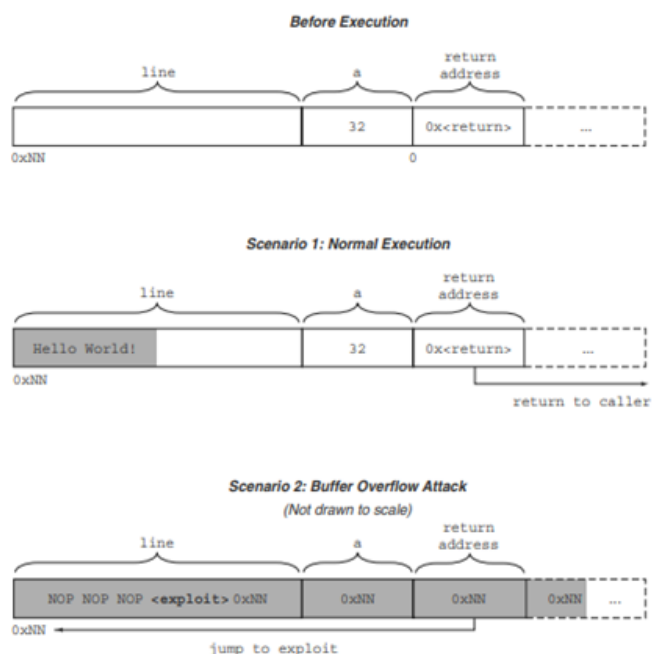 Before Execution
line a return
address
32 0x<return> ...
0xNN 0
Scenario 1: Normal Execution
line a return
address
Hello World! 32 0x<return> ...
0xNN
return to caller
Scenario 2: Buffer Overflow Attack
(Not drawn to scale)
line a return
address
NOP NOP NOP <exploit> 0xNN 0xNN 0xNN 0xNN ...
0xNN
jump to exploit